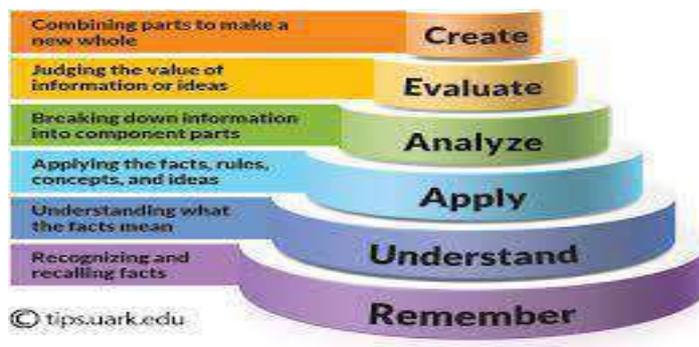 Combining parts to make a
new whole
Create
Judging the value of
information or ideas
Evaluate
Breaking down information
into component parts
Analyze
Applying the facts, rules,
concepts, and ideas
Apply
Understanding what
the facts mean
Understand
Recognizing and
recalling facts
Remember
© tips.uark.edu